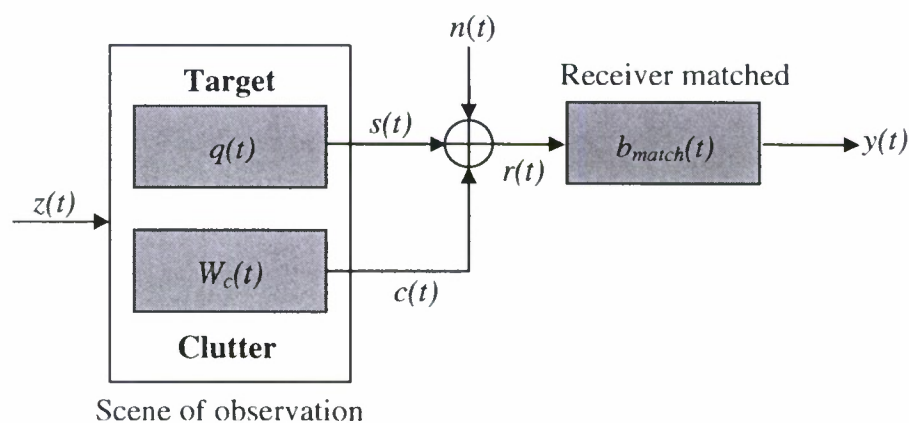 n(t)
Target
Receiver matched
q(t)
s(t)
r(t)
b_match(t)
y(t)
z(t)
W_c(t)
c(t)
Clutter
Scene of observation